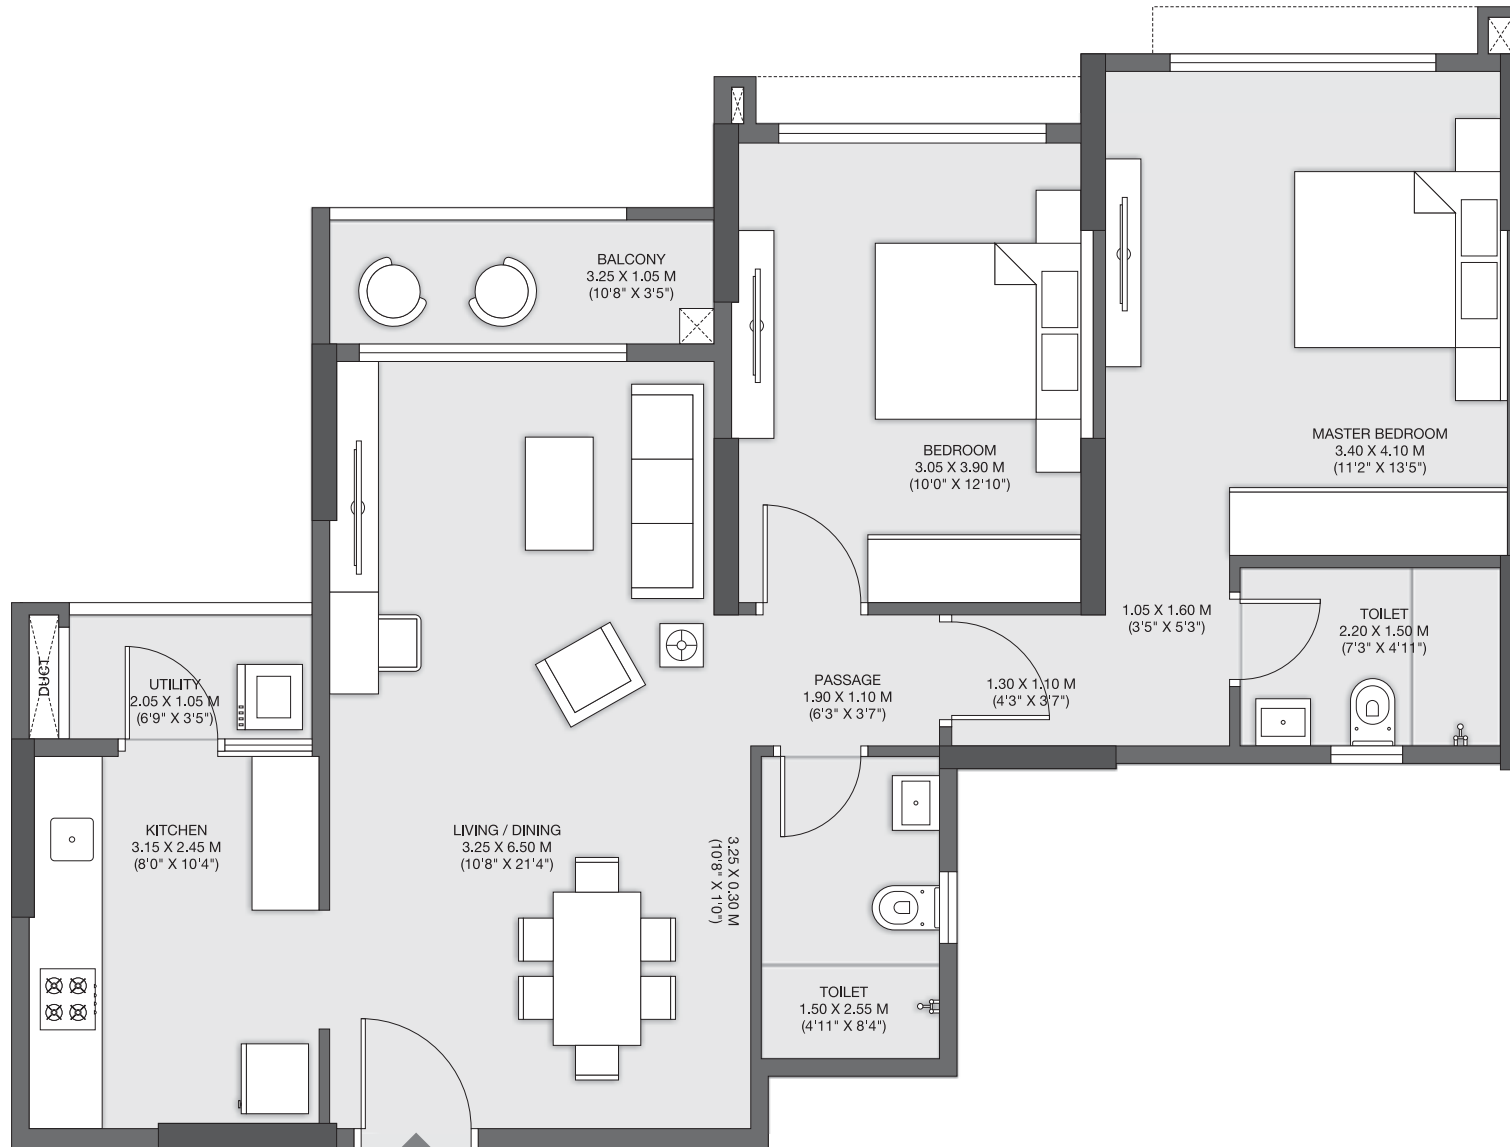 BALCONY
3.25 X 1.05 M
(10'8" X 3'5")
BEDROOM
3.05 X 3.90 M
(10'0" X 12'10")
MASTER BEDROOM
3.40 X 4.10 M
(11'2" X 13'5")
1.05 X 1.60 M
(3'5" X 5'3")
TOILET
2.20 X 1.50 M
(7'3" X 4'11")
DUCT
UTILITY
2.05 X 1.05 M
(6'9" X 3'5")
PASSAGE
1.90 X 1.10 M
(6'3" X 3'7")
1.30 X 1.10 M
(4'3" X 3'7")
KITCHEN
3.15 X 2.45 M
(8'0" X 10'4")
LIVING / DINING
3.25 X 6.50 M
(10'8" X 21'4")
3.25 X 0.30 M
(10'8" X 1'0")
TOILET
1.50 X 2.55 M
(4'11" X 8'4")